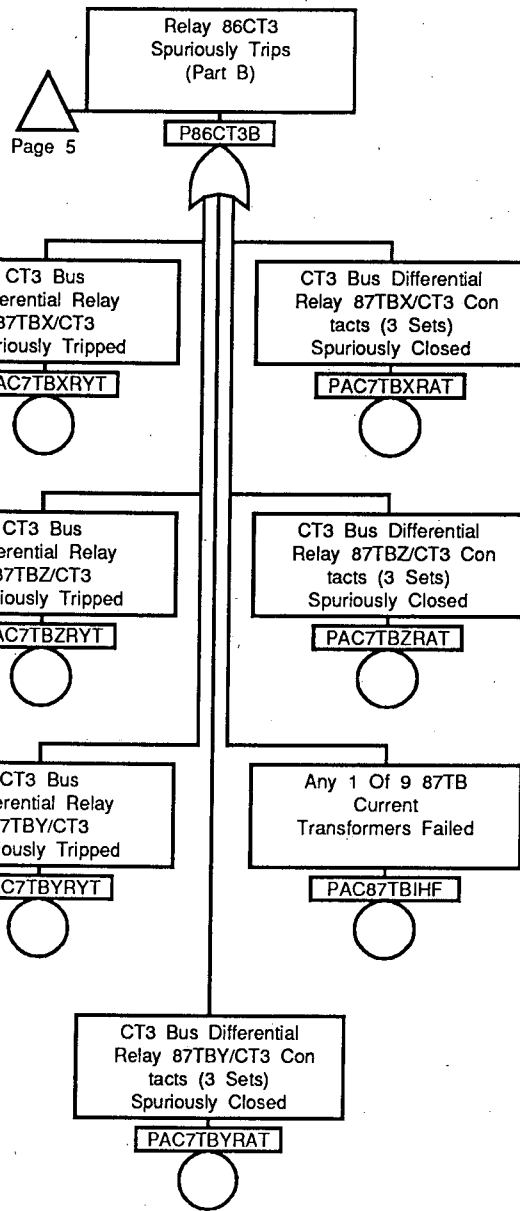 Relay 86CT3
Spuriously Trips
(Part B)
Page 5
P86CT3B
CT3 Bus
erential Relay
87TBX/CT3
riously Tripped
AC7TBXRYT
CT3 Bus Differential
Relay 87TBX/CT3 Con
tacts (3 Sets)
Spuriously Closed
PAC7TBXRAT
CT3 Bus
erential Relay
87TBZ/CT3
iously Tripped
AC7TBZRYT
CT3 Bus Differential
Relay 87TBZ/CT3 Con
tacts (3 Sets)
Spuriously Closed
PAC7TBZRAT
CT3 Bus
erential Relay
7TBY/CT3
ously Tripped
C7TBYRYT
Any 1 Of 9 87TB
Current
Transformers Failed
PAC87TBIHF
CT3 Bus Differential
Relay 87TBY/CT3 Con
tacts (3 Sets)
Spuriously Closed
PAC7TBYRAT